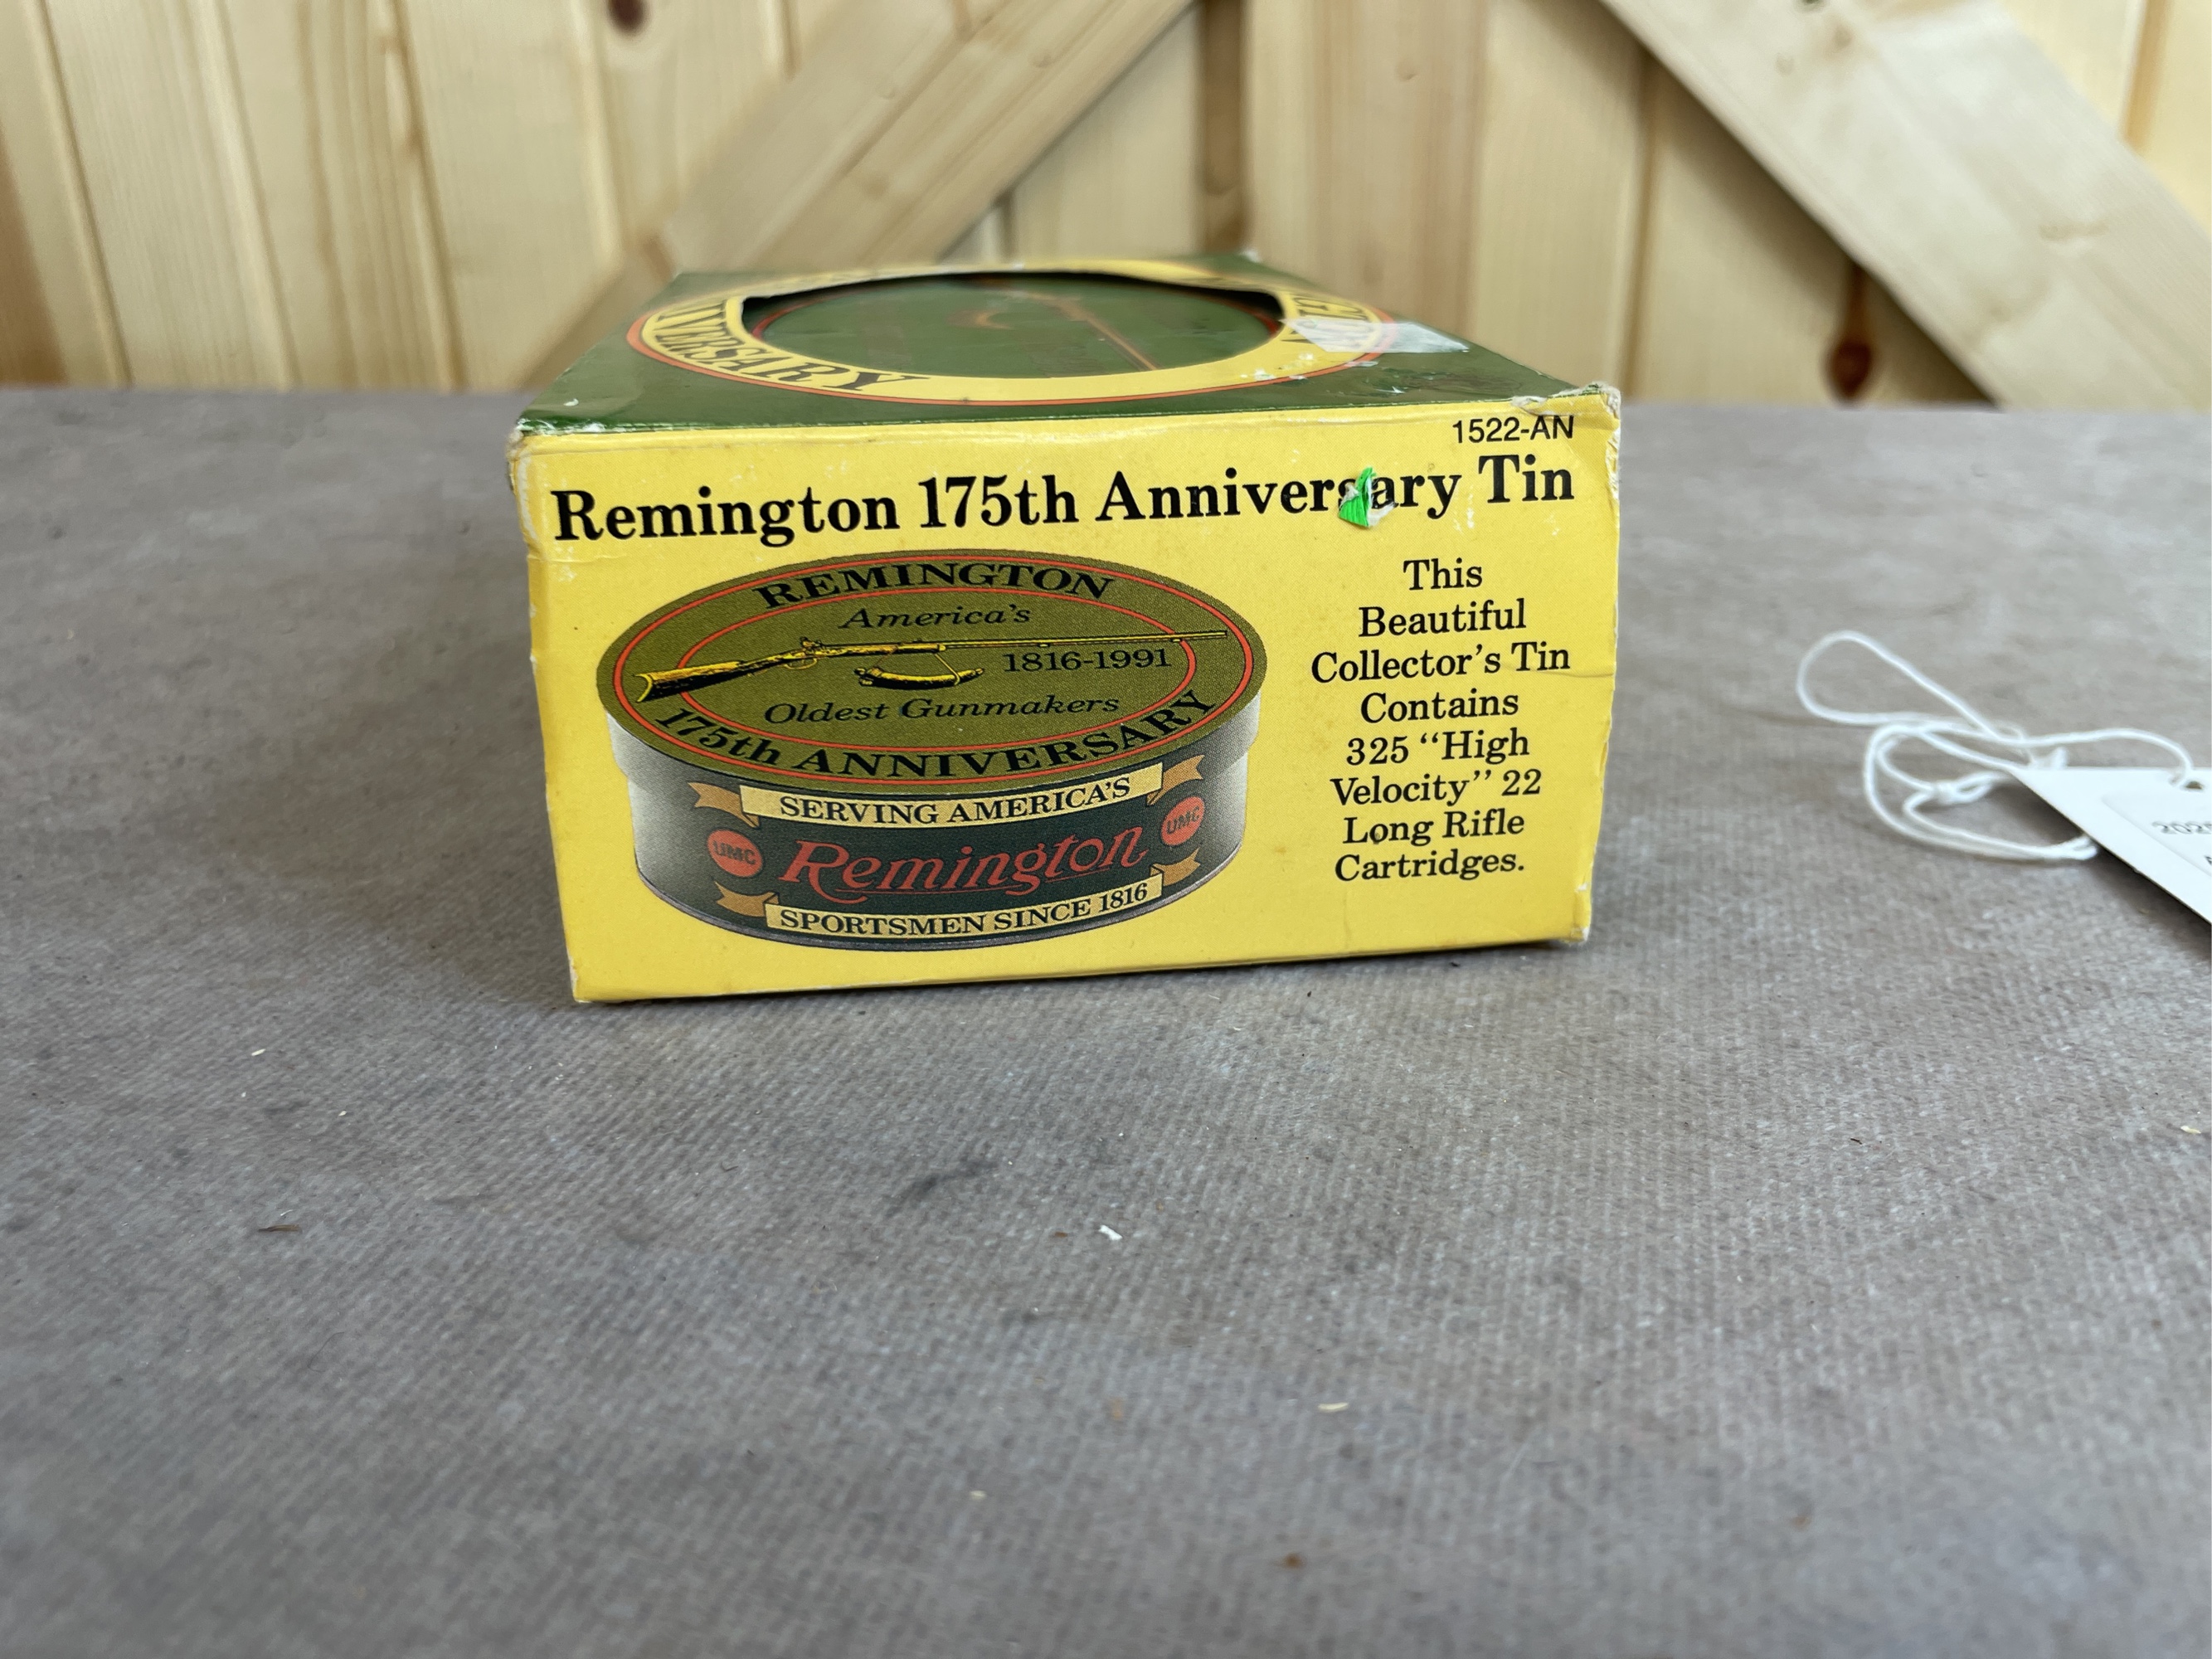 NIVERSARY
1522-AN
Remington 175th Anniversary Tin
REMINGTON
America's
1816-1991
Oldest Gunmakers
175th ANNIVERSARY
SERVING AMERICA'S
UMC Remington UMC
SPORTSMEN SINCE 1816
This
Beautiful
Collector's Tin
Contains
325 “High
Velocity” 22
Long Rifle
Cartridges.